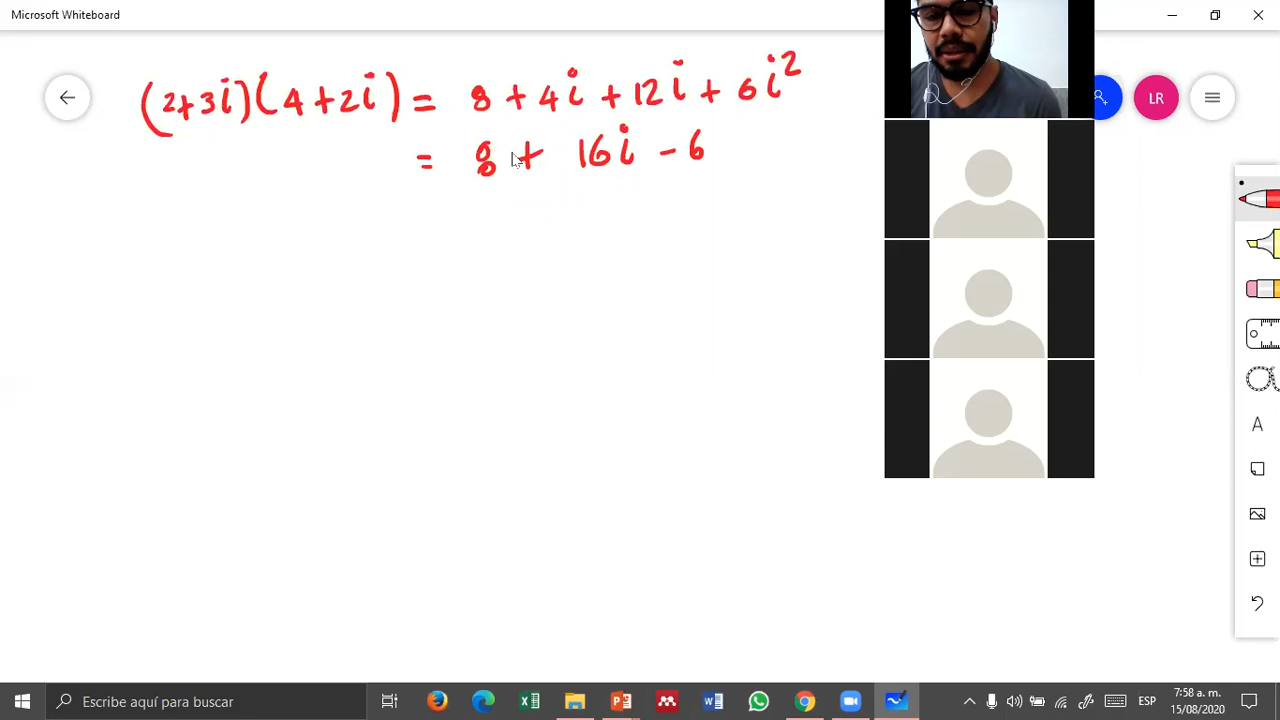 Microsoft Whiteboard
(2+3i)(4+2i) = 8 + 4i + 12i + 6i²
= 8 + 16i - 6
LR
A
Escribe aquí para buscar
ESP
7:58 a. m.
15/08/2020